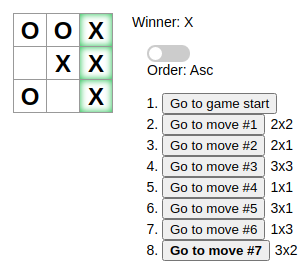 O O X
X X
O X
Winner: X
Order: Asc
1. Go to game start
2. Go to move #1 2x2
3. Go to move #2 2x1
4. Go to move #3 3x3
5. Go to move #4 1x1
6. Go to move #5 3x1
7. Go to move #6 1x3
8. Go to move #7 3x2